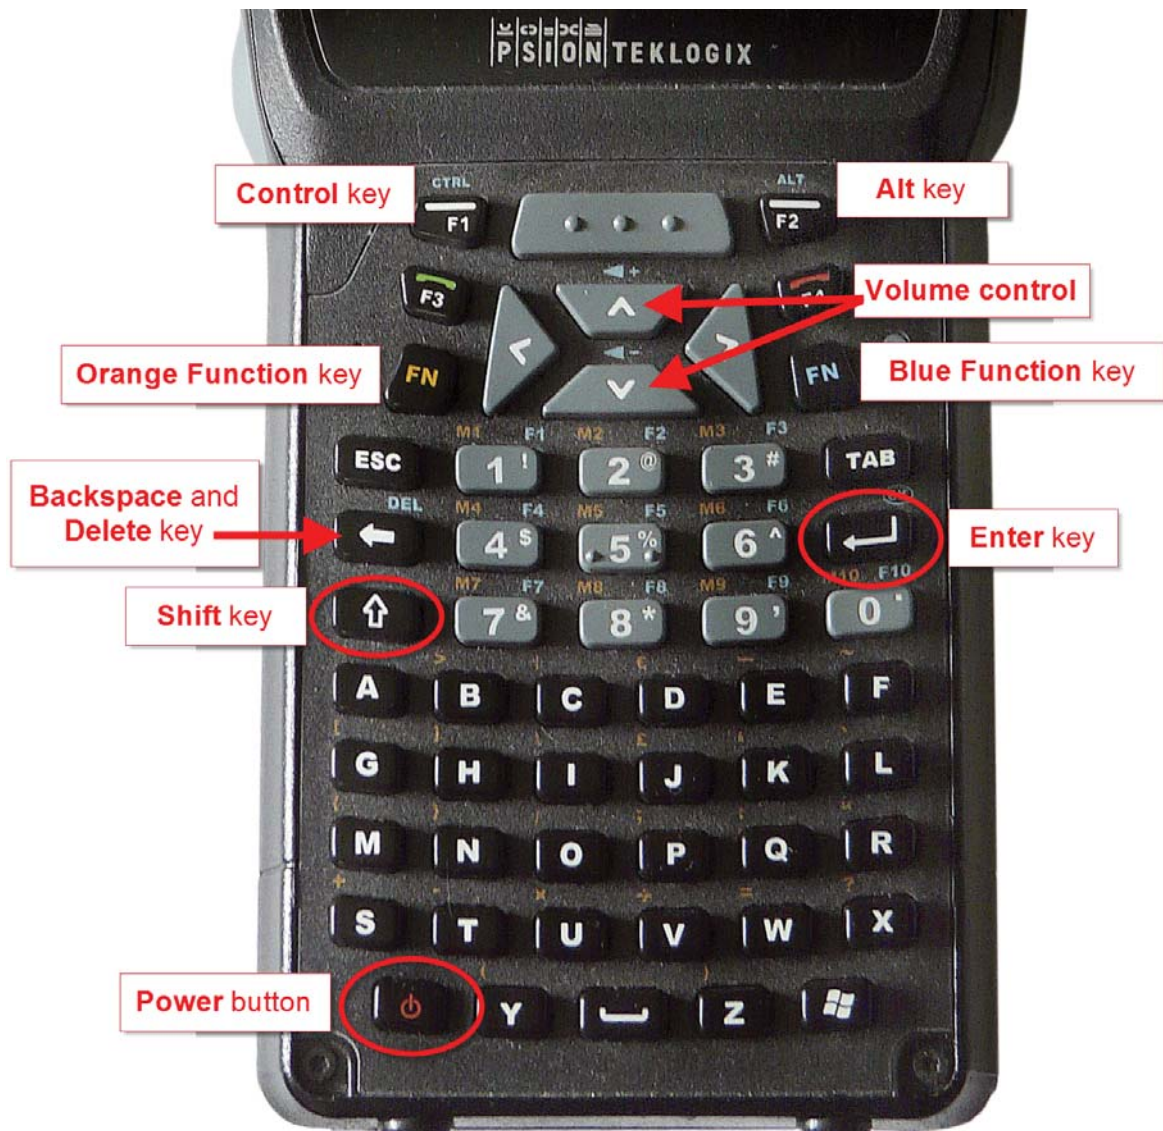 PSION TEKLOGIX
Control key
CTRL
F1
ALT
F2
Alt key
F3
+
Volume control
Orange Function key
FN
-
FN
Blue Function key
M1 F1 M2 F2 M3 F3
ESC 1 ! 2 @ 3 # TAB
Backspace and
Delete key
DEL M4 F4 M5 F5 M6 F6
4 $ 5 % 6 ^
Enter key
M7 F7 M8 F8 M9 F9 M10 F10
Shift key
7 & 8 * 9 ' 0 .
A B C D E F
G H I J K L
M N O P Q R
+ - × ÷ = ?
S T U V W X
( )
Power button
Y Z